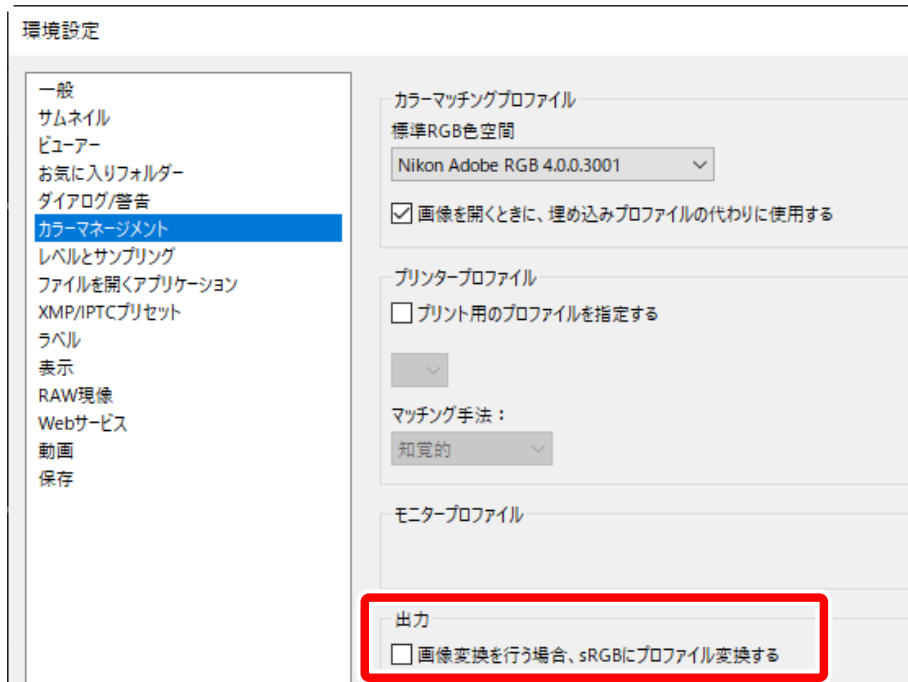 環境設定
一般
サムネイル
ビューアー
お気に入りフォルダー
ダイアログ/警告
カラーマネージメント
レベルとサンプリング
ファイルを開くアプリケーション
XMP/IPTCプリセット
ラベル
表示
RAW現像
Webサービス
動画
保存
カラーマッチングプロファイル
標準RGB色空間
Nikon Adobe RGB 4.0.0.3001
画像を開くときに、埋め込みプロファイルの代わりに使用する
プリンタープロファイル
プリント用のプロファイルを指定する
マッチング手法：
知覚的
モニタープロファイル
出力
画像変換を行う場合、sRGBにプロファイル変換する